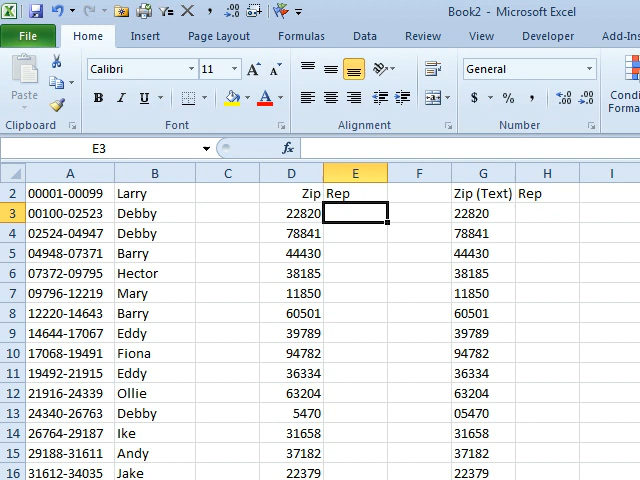 Book2 - Microsoft Excel
File Home Insert Page Layout Formulas Data Review View Developer Add-Ins
Paste Calibri 11 General Condi
B I U $ % , .00 .0 Forma
Clipboard Font Alignment Number
E3 fx
A B C D E F G H I
2 00001-00099 Larry Zip Rep Zip (Text) Rep
3 00100-02523 Debby 22820 22820
4 02524-04947 Debby 78841 78841
5 04948-07371 Barry 44430 44430
6 07372-09795 Hector 38185 38185
7 09796-12219 Mary 11850 11850
8 12220-14643 Barry 60501 60501
9 14644-17067 Eddy 39789 39789
10 17068-19491 Fiona 94782 94782
11 19492-21915 Eddy 36334 36334
12 21916-24339 Ollie 63204 63204
13 24340-26763 Debby 5470 05470
14 26764-29187 Ike 31658 31658
15 29188-31611 Andy 37182 37182
16 31612-34035 Jake 22379 22379